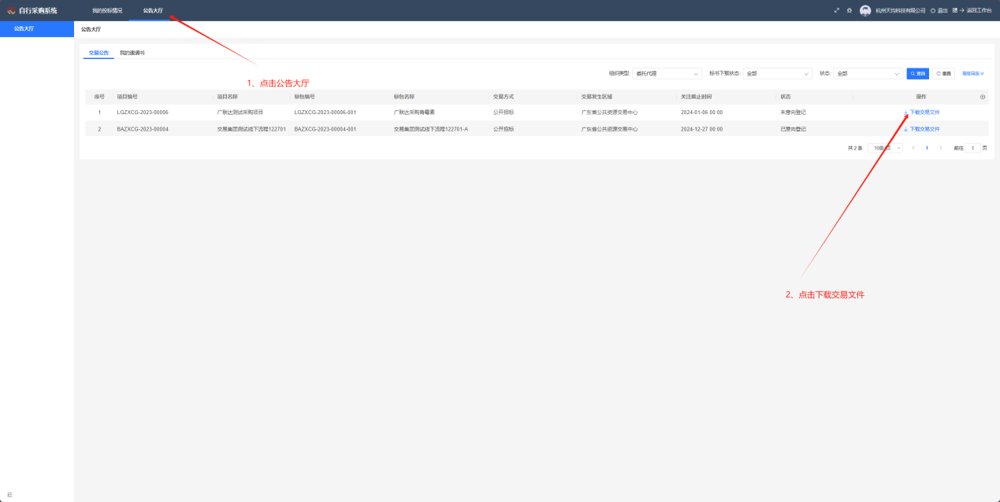 自行采购系统 我的投标情况 公告大厅 杭州天均科技有限公司 退出 返回工作台
公告大厅 公告大厅
交易公告 我的邀请书
组织类型: 委托代理 标书下载状态: 全部 状态: 全部 查询 重置 高级筛选
1、点击公告大厅
序号 项目编号 项目名称 标包编号 标包名称 交易方式 交易发生区域 关注截止时间 状态 操作
1 LGZXCG-2023-00006 广联达测试采购项目 LGZXCG-2023-00006-001 广联达采购青霉素 公开招标 广东省公共资源交易中心 2024-01-06 00:00 未意向登记 下载交易文件
2 BAZXCG-2023-00004 交易集团测试线下流程122701 BAZXCG-2023-00004-001 交易集团测试线下流程122701-A 公开招标 广东省公共资源交易中心 2024-12-27 00:00 已意向登记 下载交易文件
共 2 条 10条/页 1 前往 1 页
2、点击下载交易文件